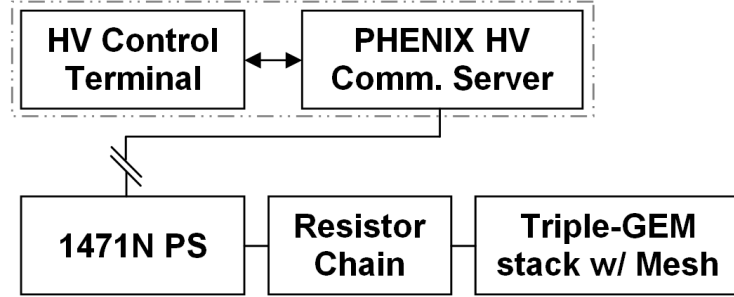 HV Control
Terminal
PHENIX HV
Comm. Server
1471N PS
Resistor
Chain
Triple-GEM
stack w/ Mesh